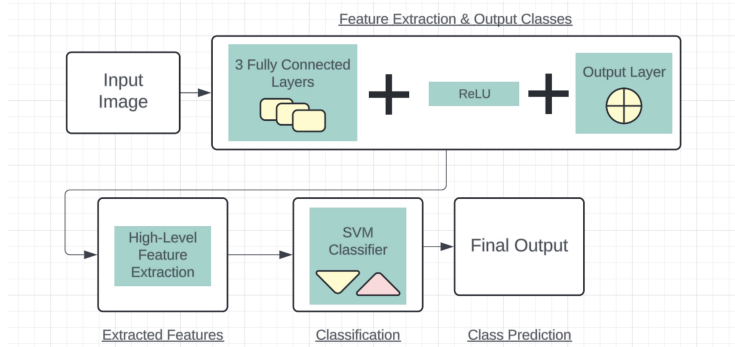 Feature Extraction & Output Classes
Input
Image
3 Fully Connected
Layers
ReLU
Output Layer
High-Level
Feature
Extraction
SVM
Classifier
Final Output
Extracted Features
Classification
Class Prediction